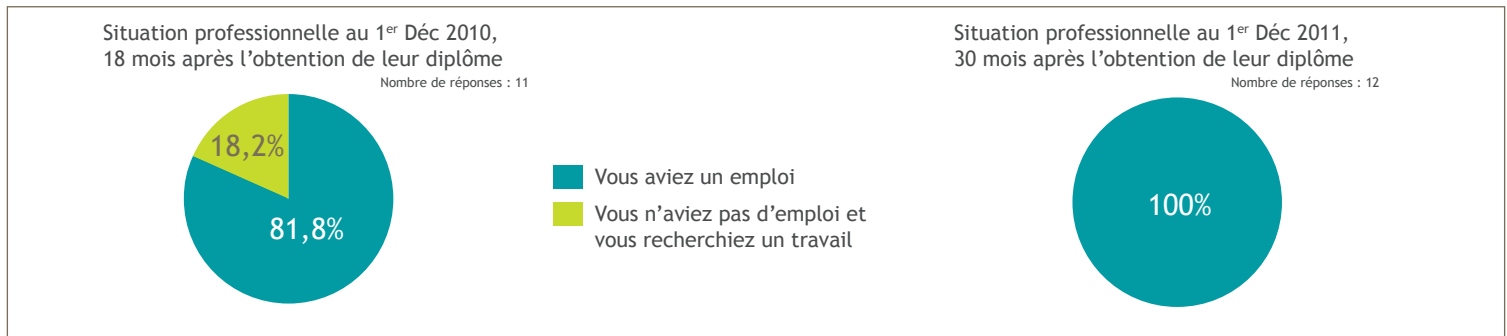 Situation professionnelle au 1er Déc 2010,
18 mois après l’obtention de leur diplôme
Nombre de réponses : 11
18,2%
81,8%
Vous aviez un emploi
Vous n’aviez pas d’emploi et
vous recherchiez un travail
Situation professionnelle au 1er Déc 2011,
30 mois après l’obtention de leur diplôme
Nombre de réponses : 12
100%